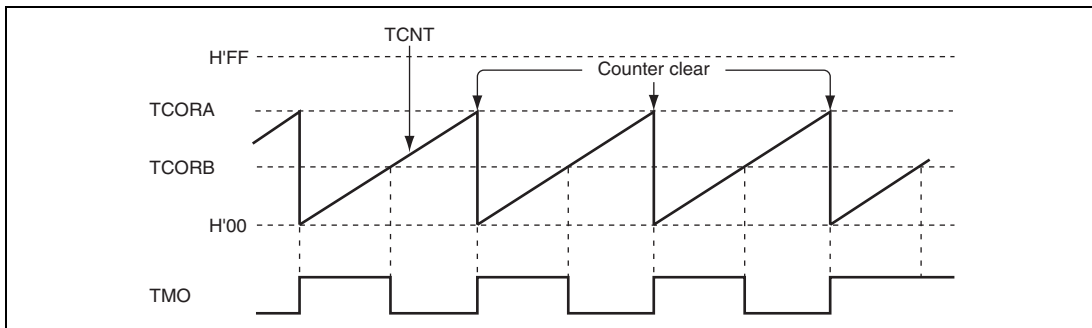 TCNT
H'FF
Counter clear
TCORA
TCORB
H'00
TMO